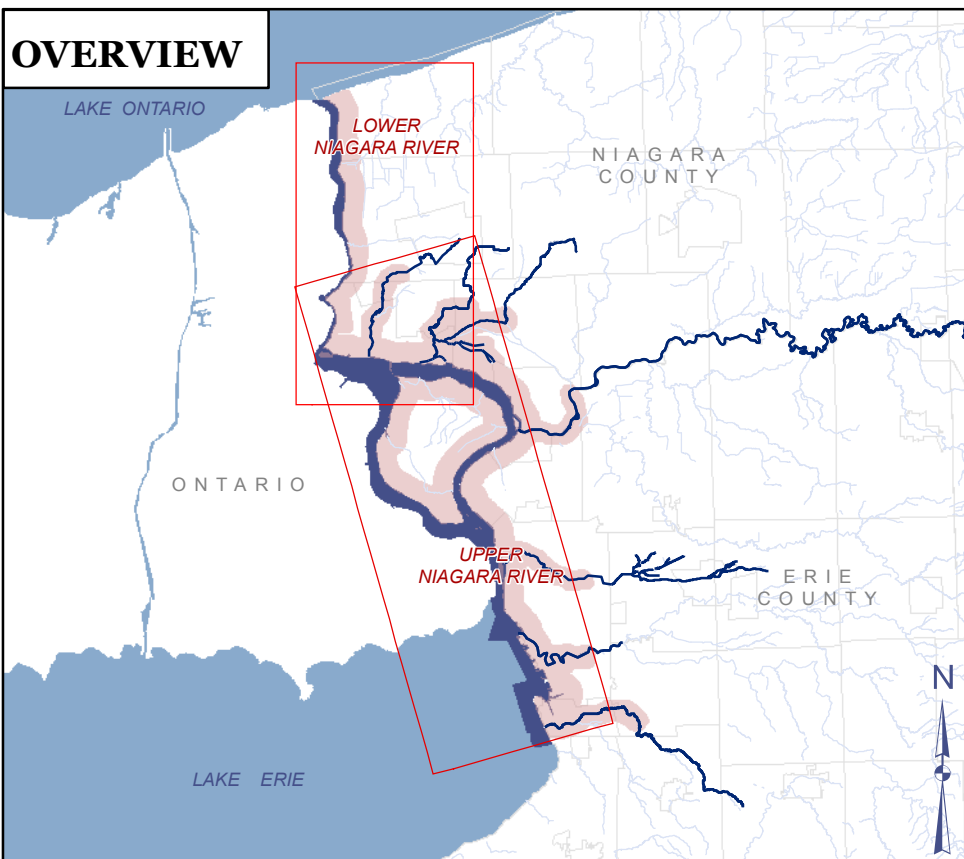 OVERVIEW
LAKE ONTARIO
LOWER
NIAGARA RIVER
NIAGARA
COUNTY
ONTARIO
UPPER
NIAGARA RIVER
ERIE
COUNTY
N
LAKE ERIE